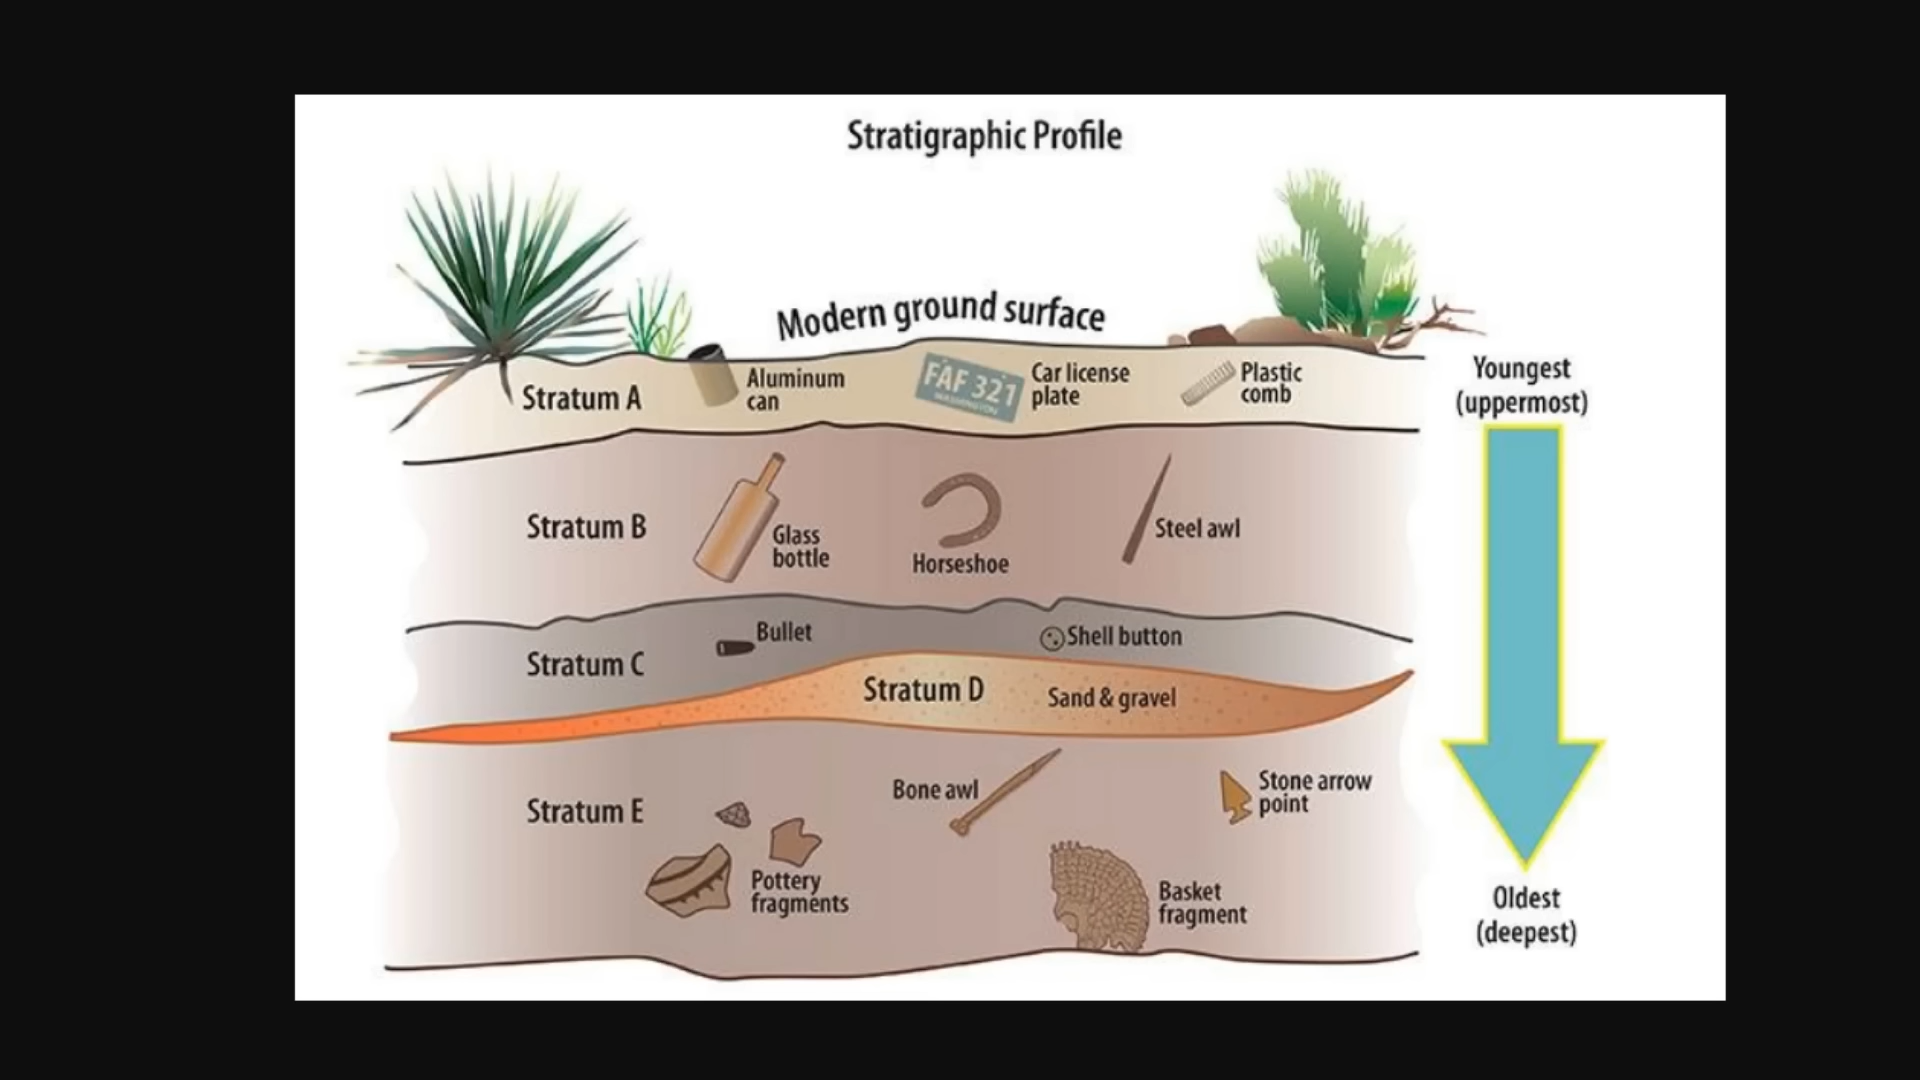 Stratigraphic Profile
Modern ground surface
Stratum A
Aluminum
can
FAF 321
WASHINGTON
Car license
plate
Plastic
comb
Youngest
(uppermost)
Stratum B
Glass
bottle
Horseshoe
Steel awl
Stratum C
Bullet
Shell button
Stratum D
Sand & gravel
Stratum E
Bone awl
Stone arrow
point
Pottery
fragments
Basket
fragment
Oldest
(deepest)